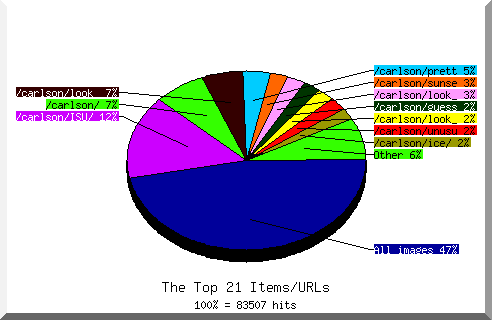 /carlson/prett 5%
/carlson/sunse 3%
/carlson/look_ 7%
/carlson/look_ 3%
/carlson/ 7%
/carlson/guess 2%
/carlson/ISU/ 12%
/carlson/look_ 2%
/carlson/unusu 2%
/carlson/ice/ 2%
Other 6%
All images 47%
The Top 21 Items/URLs
100% = 83507 hits